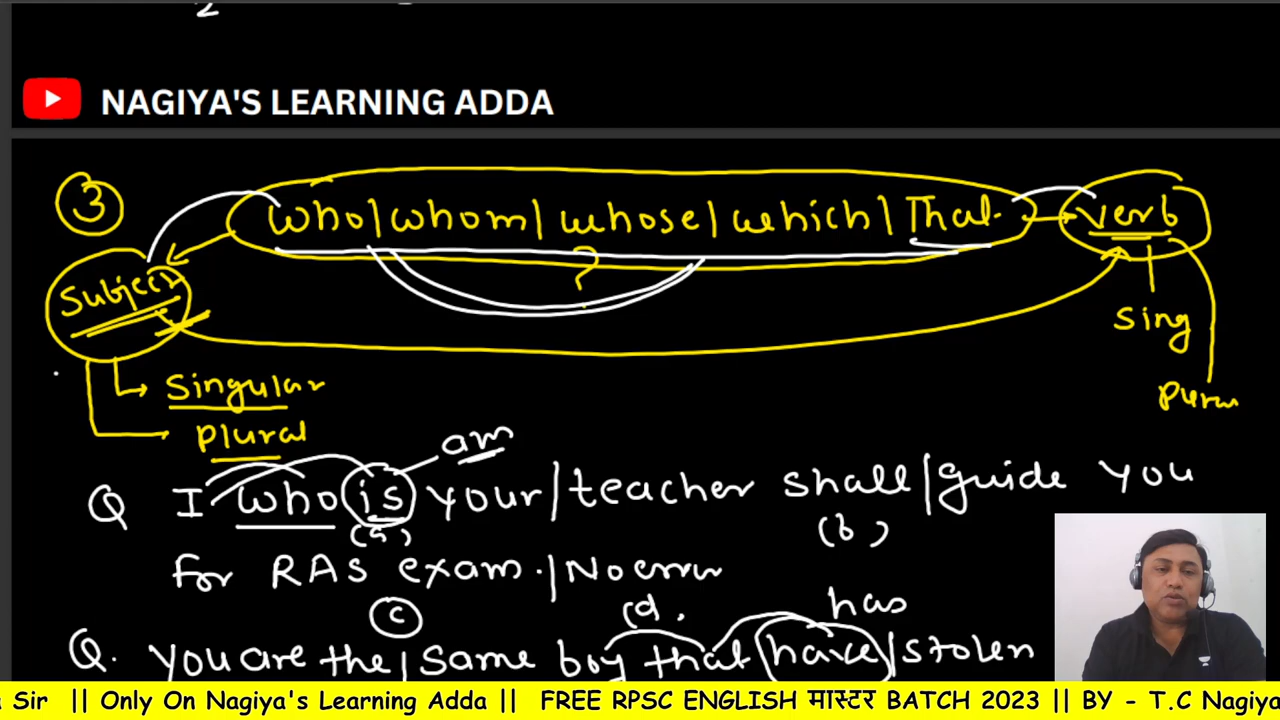 2
NAGIYA'S LEARNING ADDA
3 who/whom/whose/which/That verb
?
Subject
Sing
Singular
Plural
am
Q I who is your/teacher shall/guide you
(a) (b)
for RAS exam./No error
(c) (d) has
Q. You are the/same boy that have/stolen
a Sir || Only On Nagiya's Learning Adda || FREE RPSC ENGLISH मास्टर BATCH 2023 || BY - T.C Nagiya